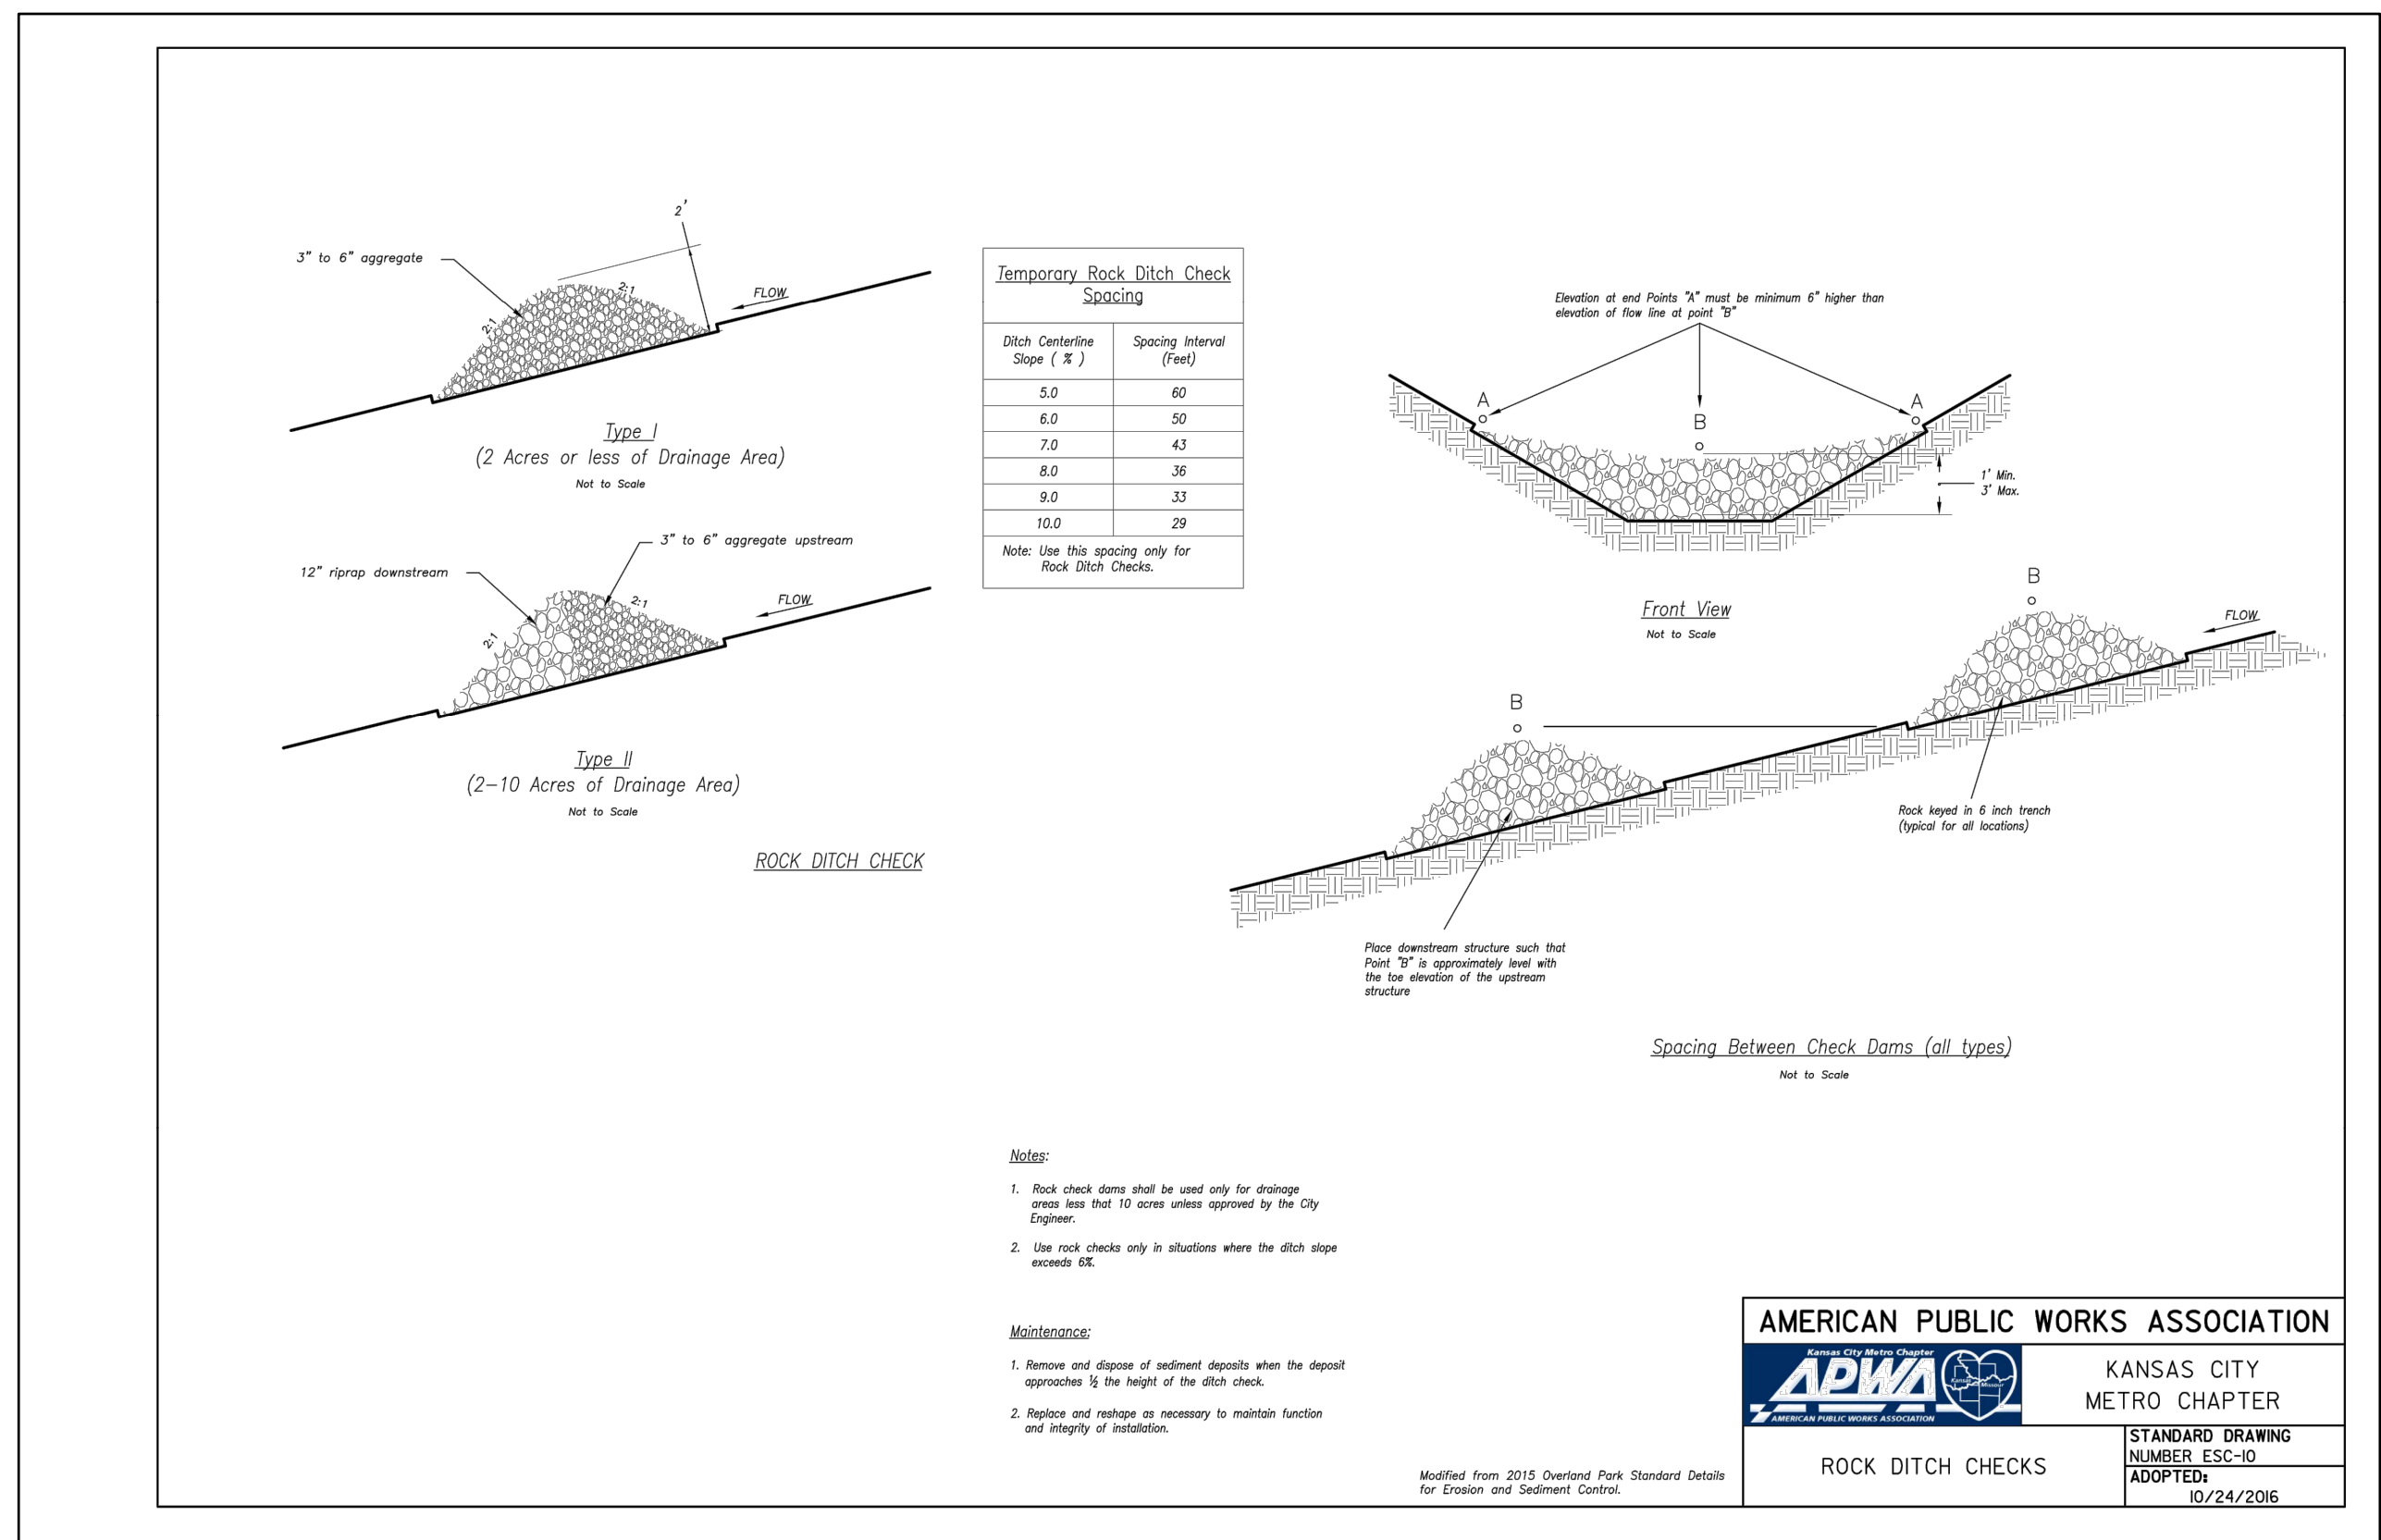 2'
3" to 6" aggregate
2:1
2:1
FLOW
Type I
(2 Acres or less of Drainage Area)
Not to Scale
12" riprap downstream
3" to 6" aggregate upstream
2:1
2:1
FLOW
Type II
(2-10 Acres of Drainage Area)
Not to Scale
ROCK DITCH CHECK
Temporary Rock Ditch Check
Spacing
Ditch Centerline
Slope ( % )
Spacing Interval
(Feet)
5.0 60
6.0 50
7.0 43
8.0 36
9.0 33
10.0 29
Note: Use this spacing only for
Rock Ditch Checks.
Elevation at end Points "A" must be minimum 6" higher than
elevation of flow line at point "B"
A
B
A
1' Min.
3' Max.
Front View
Not to Scale
B
FLOW
B
Rock keyed in 6 inch trench
(typical for all locations)
Place downstream structure such that
Point "B" is approximately level with
the toe elevation of the upstream
structure
Spacing Between Check Dams (all types)
Not to Scale
Notes:
1. Rock check dams shall be used only for drainage
areas less that 10 acres unless approved by the City
Engineer.
2. Use rock checks only in situations where the ditch slope
exceeds 6%.
Maintenance:
1. Remove and dispose of sediment deposits when the deposit
approaches ½ the height of the ditch check.
2. Replace and reshape as necessary to maintain function
and integrity of installation.
Modified from 2015 Overland Park Standard Details
for Erosion and Sediment Control.
AMERICAN PUBLIC WORKS ASSOCIATION
Kansas City Metro Chapter
APWA
Kansas
Missouri
AMERICAN PUBLIC WORKS ASSOCIATION
KANSAS CITY
METRO CHAPTER
ROCK DITCH CHECKS
STANDARD DRAWING
NUMBER ESC-10
ADOPTED:
10/24/2016